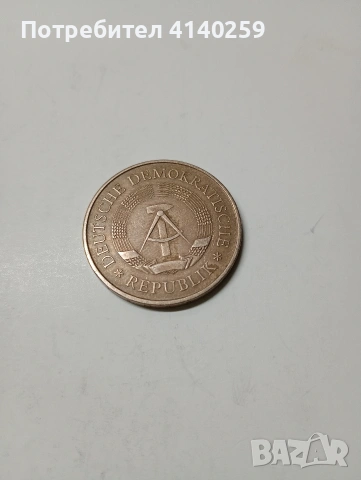 Потребител 4140259
DEUTSCHE DEMOKRATISCHE
* REPUBLIK *
BAZAR